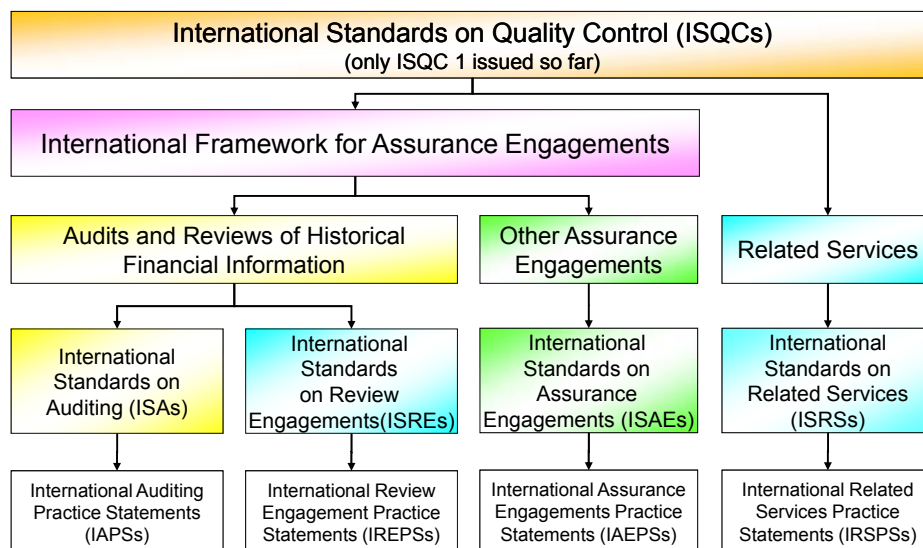 International Standards on Quality Control (ISQCs)
(only ISQC 1 issued so far)
International Framework for Assurance Engagements
Audits and Reviews of Historical
Financial Information
Other Assurance
Engagements
Related Services
International
Standards on
Auditing (ISAs)
International
Standards
on Review
Engagements(ISREs)
International
Standards on
Assurance
Engagements (ISAEs)
International
Standards on
Related Services
(ISRSs)
International Auditing
Practice Statements
(IAPSs)
International Review
Engagement Practice
Statements (IREPSs)
International Assurance
Engagements Practice
Statements (IAEPSs)
International Related
Services Practice
Statements (IRSPSs)